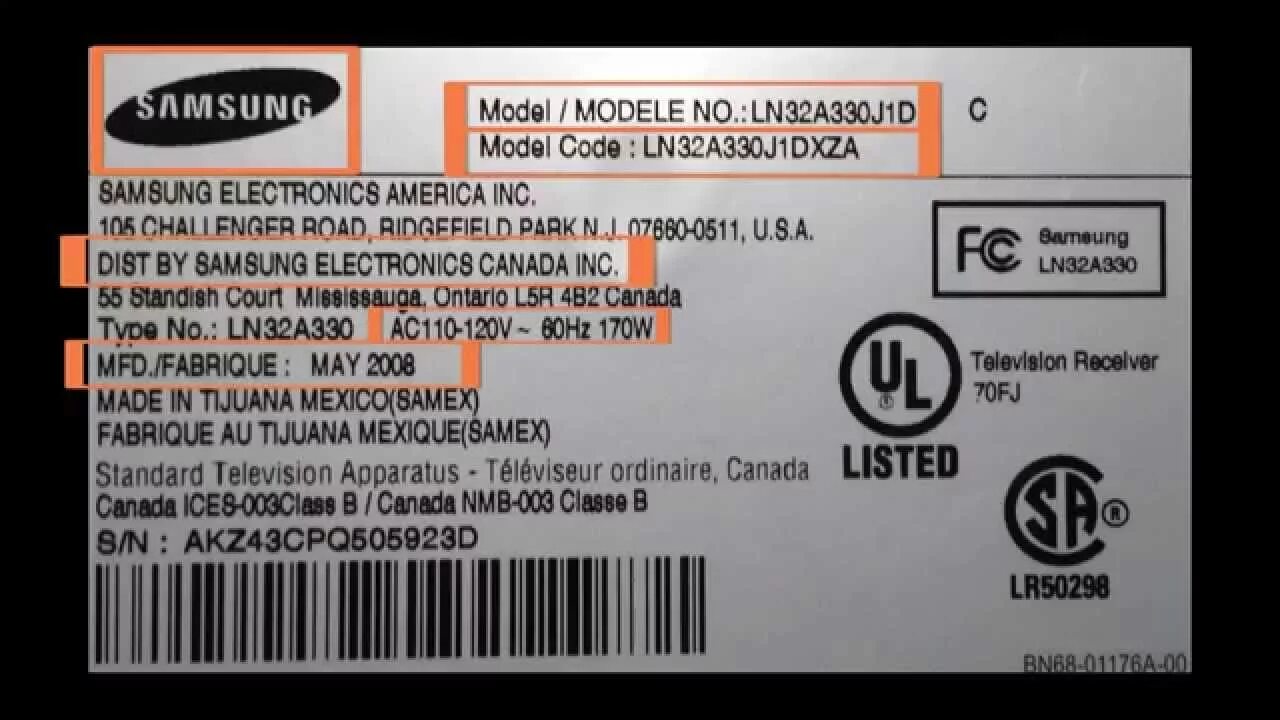 SAMSUNG
Model / MODELE NO.: LN32A330J1D C
Model Code : LN32A330J1DXZA
SAMSUNG ELECTRONICS AMERICA INC.
105 CHALLENGER ROAD, RIDGEFIELD PARK N.J. 07660-0511, U.S.A.
DIST BY SAMSUNG ELECTRONICS CANADA INC.
55 Standish Court Mississauga, Ontario L5R 4B2 Canada
Type No.: LN32A330 AC110-120V~ 60Hz 170W
MFD./FABRIQUE : MAY 2008
MADE IN TIJUANA MEXICO(SAMEX)
FABRIQUE AU TIJUANA MEXIQUE(SAMEX)
Standard Television Apparatus - Téléviseur ordinaire, Canada
Canada ICES-003Class B / Canada NMB-003 Classe B
S/N : AKZ43CPQ505923D
FC Samsung
LN32A330
UL Television Receiver
70FJ
LISTED
SA ®
LR50298
BN68-01176A-00